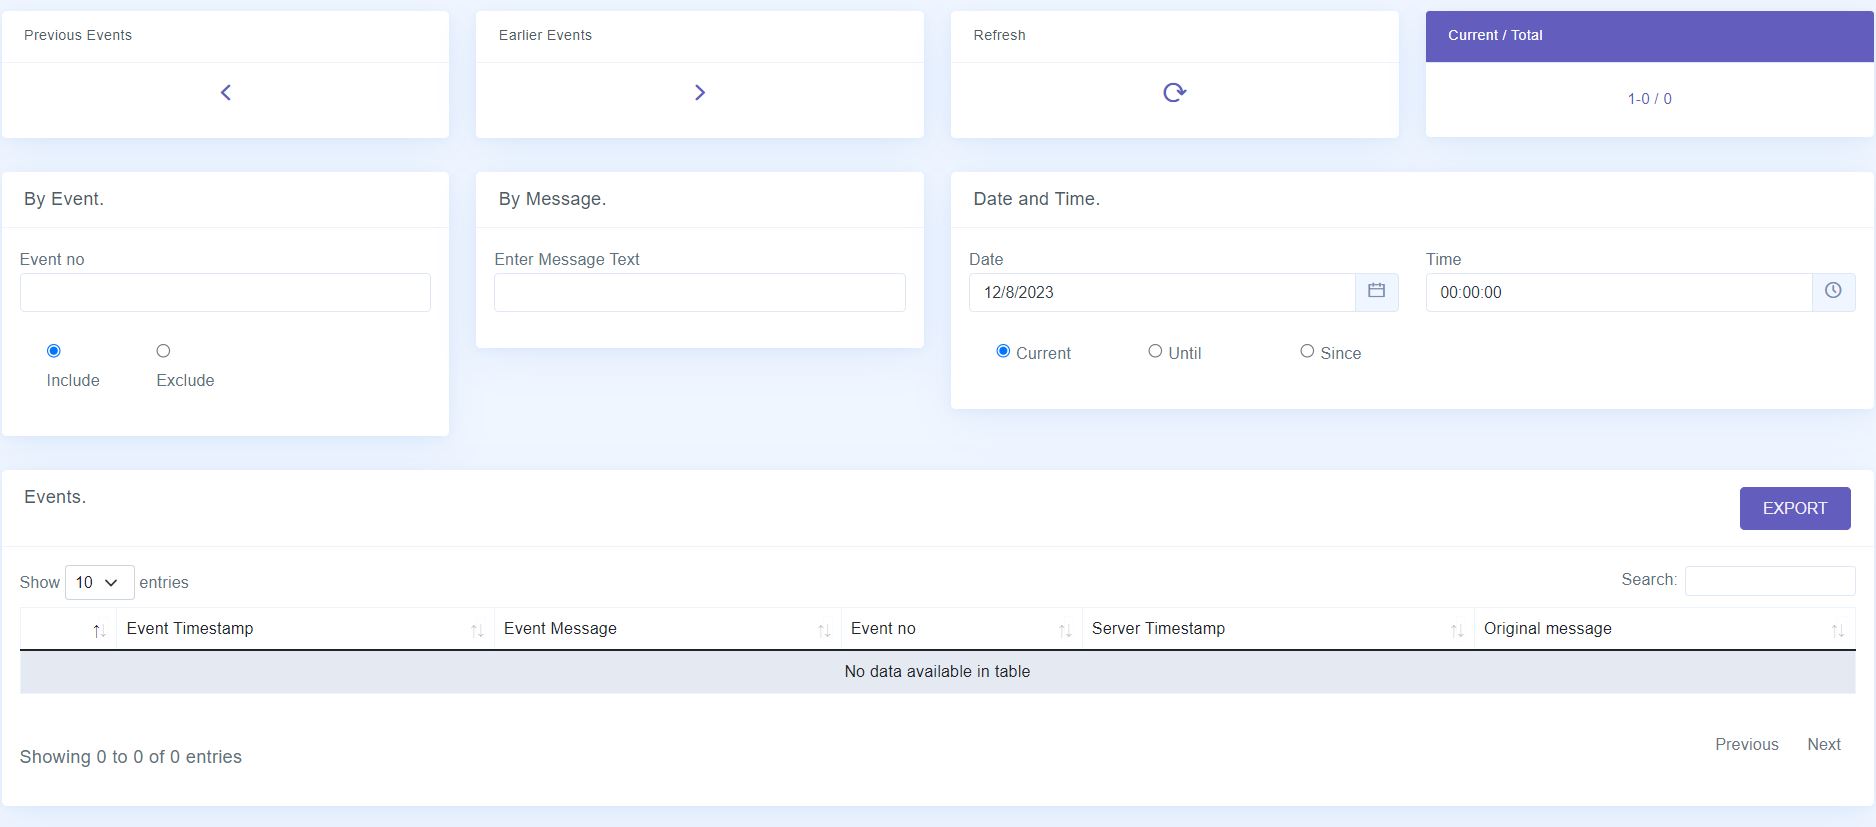 Previous Events
Earlier Events
Refresh
Current / Total
1-0 / 0
By Event.
Event no
Include
Exclude
By Message.
Enter Message Text
Date and Time.
Date
12/8/2023
Time
00:00:00
Current
Until
Since
Events.
EXPORT
Show 10 entries
Search:
Event Timestamp
Event Message
Event no
Server Timestamp
Original message
No data available in table
Showing 0 to 0 of 0 entries
Previous
Next